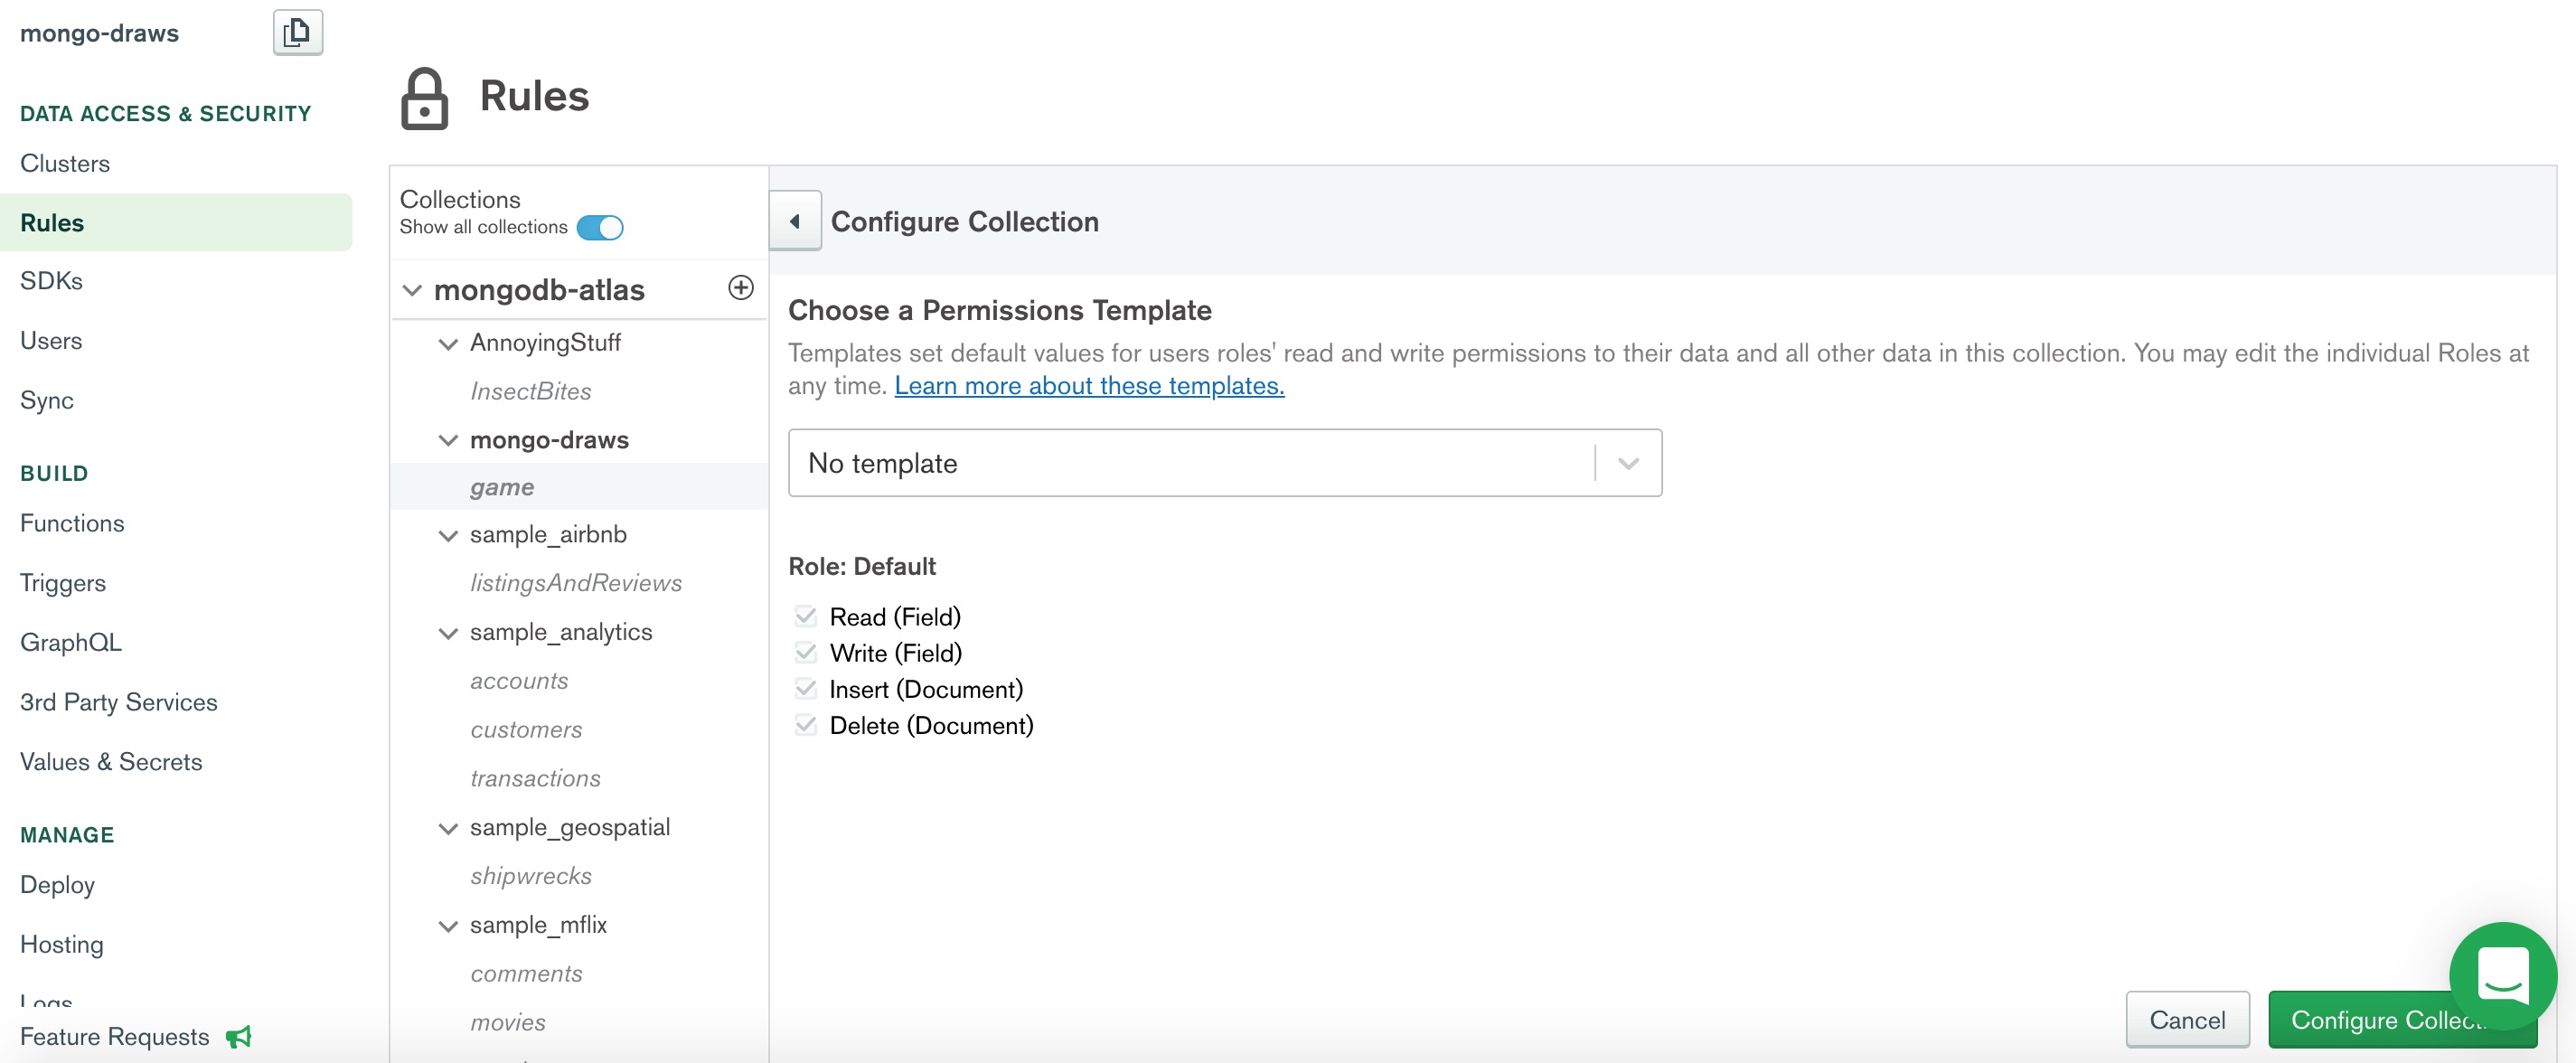 mongo-draws
DATA ACCESS & SECURITY
Clusters
Rules
SDKs
Users
Sync
BUILD
Functions
Triggers
GraphQL
3rd Party Services
Values & Secrets
MANAGE
Deploy
Hosting
Logs
Feature Requests
Rules
Collections
Show all collections
mongodb-atlas
AnnoyingStuff
InsectBites
mongo-draws
game
sample_airbnb
listingsAndReviews
sample_analytics
accounts
customers
transactions
sample_geospatial
shipwrecks
sample_mflix
comments
movies
Configure Collection
Choose a Permissions Template
Templates set default values for users roles' read and write permissions to their data and all other data in this collection. You may edit the individual Roles at
any time. Learn more about these templates.
No template
Role: Default
Read (Field)
Write (Field)
Insert (Document)
Delete (Document)
Cancel
Configure Collecti